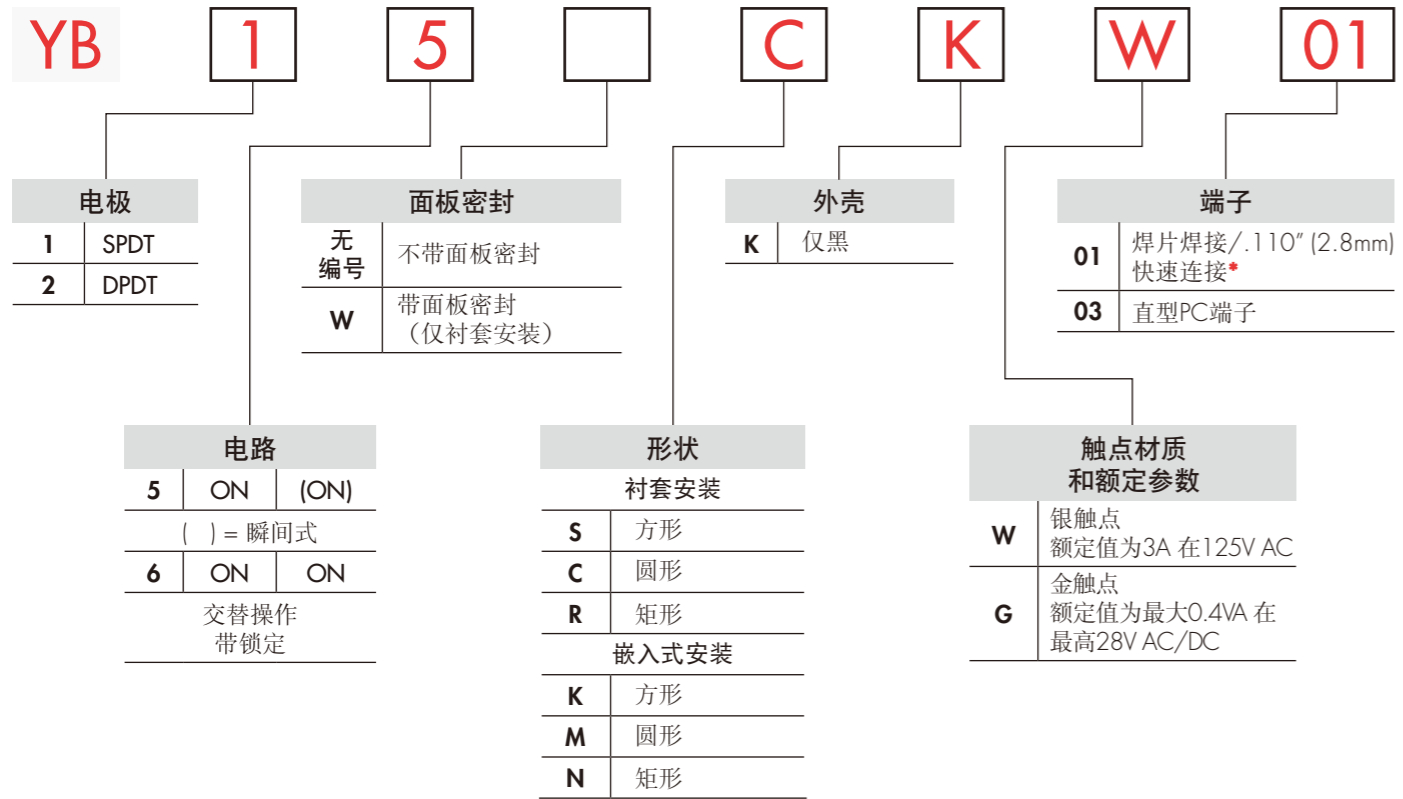 YB 1 5 C K W 01
电极
1 SPDT
2 DPDT
面板密封
无
编号 不带面板密封
W 带面板密封
（仅衬套安装）
外壳
K 仅黑
端子
01 焊片焊接/.110" (2.8mm)
快速连接*
03 直型PC端子
电路
5 ON (ON)
( ) = 瞬间式
6 ON ON
交替操作
带锁定
形状
衬套安装
S 方形
C 圆形
R 矩形
嵌入式安装
K 方形
M 圆形
N 矩形
触点材质
和额定参数
W 银触点
额定值为3A 在125V AC
G 金触点
额定值为最大0.4VA 在
最高28V AC/DC